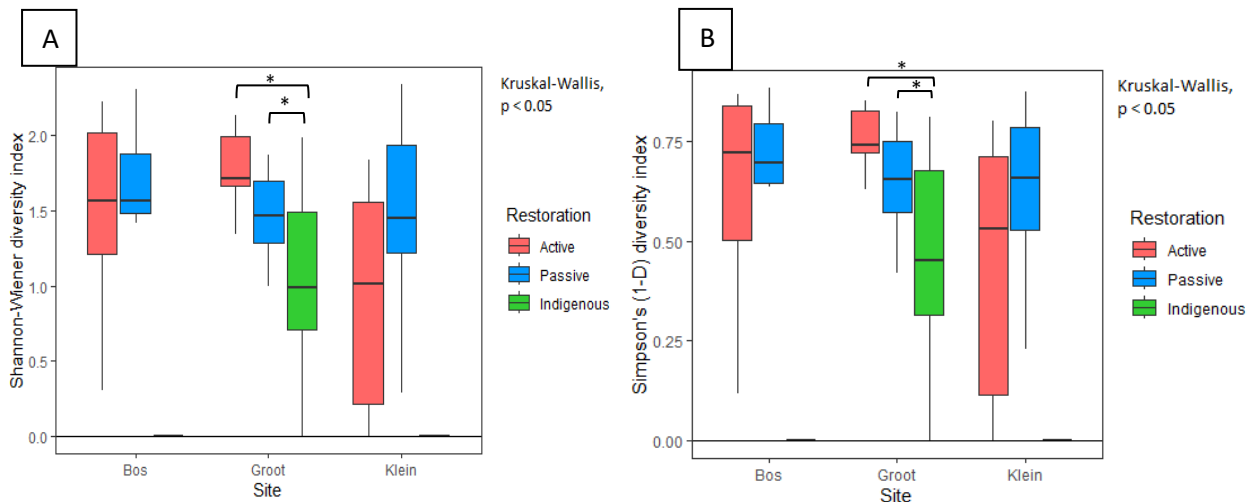 A
Shannon-Wiener diversity index
2.0
1.5
1.0
0.5
0.0
*
*
Bos Groot Klein
Site
Kruskal-Wallis,
p < 0.05
Restoration
Active
Passive
Indigenous
B
Simpson's (1-D) diversity index
0.75
0.50
0.25
0.00
*
*
Bos Groot Klein
Site
Kruskal-Wallis,
p < 0.05
Restoration
Active
Passive
Indigenous